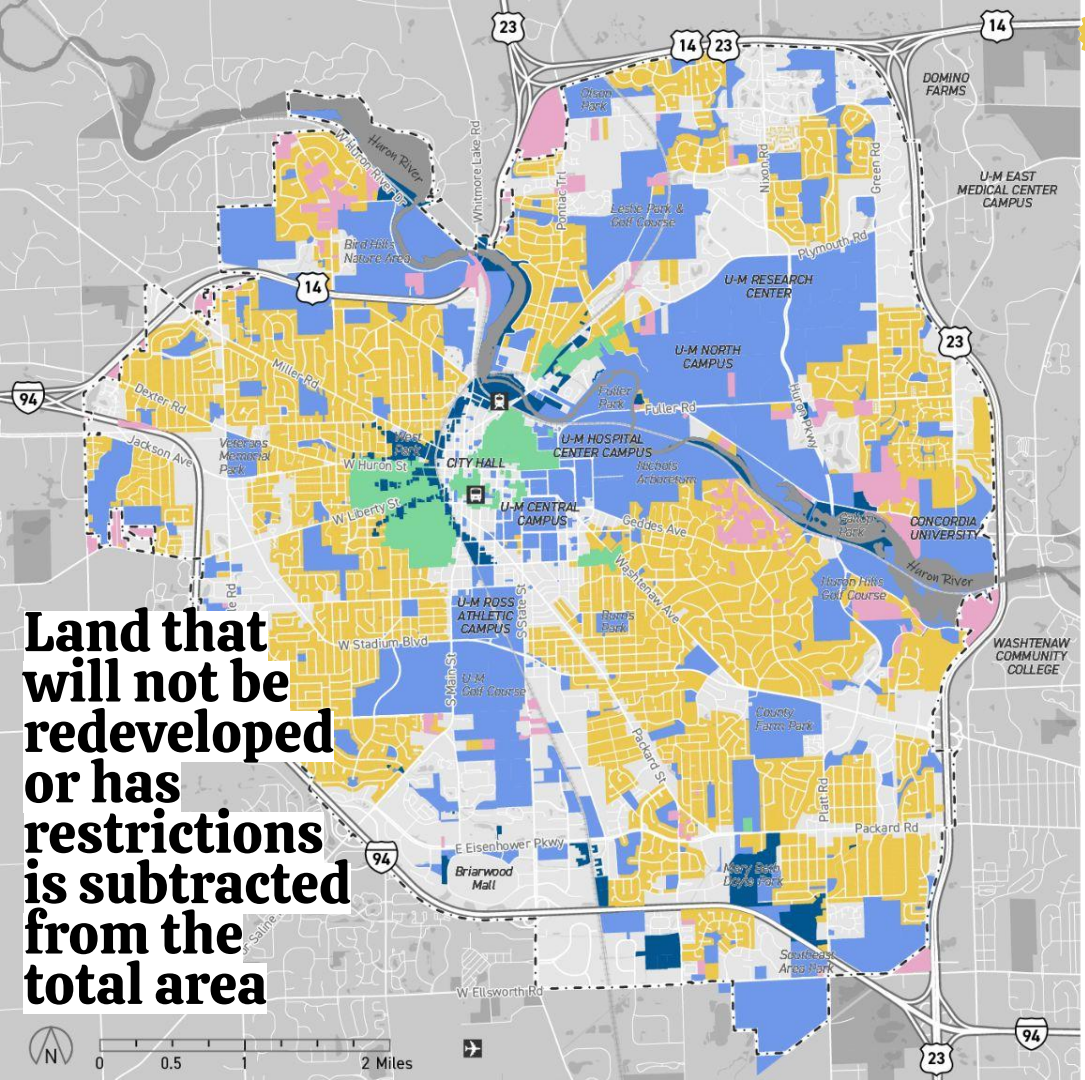 23
14
14 23
DOMINO
FARMS
Olson
Park
Whitmore Lake Rd
W Huron River Dr
Huron River
Pontiac Trl
Nixon Rd
Green Rd
U-M EAST
MEDICAL CENTER
CAMPUS
Leslie Park &
Golf Course
Bird Hills
Nature Area
Plymouth Rd
14
U-M RESEARCH
CENTER
23
U-M NORTH
CAMPUS
Miller Rd
Dexter Rd
94
Fuller
Park
Fuller Rd
Huron Pkwy
Jackson Ave
Veterans
Memorial
Park
West
Park
W Huron St
CITY HALL
U-M HOSPITAL
CENTER CAMPUS
Nichols
Arboretum
W Liberty St
U-M CENTRAL
CAMPUS
Geddes Ave
Gallup
Park
CONCORDIA
UNIVERSITY
Washtenaw Ave
Huron River
Huron Hills
Golf Course
le Rd
U-M ROSS
ATHLETIC
CAMPUS
S State St
Burns
Park
W Stadium Blvd
WASHTENAW
COMMUNITY
COLLEGE
S Main St
U-M
Golf Course
County
Farm Park
Packard St
Platt Rd
Packard Rd
E Eisenhower Pkwy
94
Briarwood
Mall
Mary Beth
Doyle Park
Land that
will not be
redeveloped
or has
restrictions
is subtracted
from the
total area
or Saline
Southeast
Area Park
W Ellsworth Rd
N
0 0.5 1 2 Miles
23
94